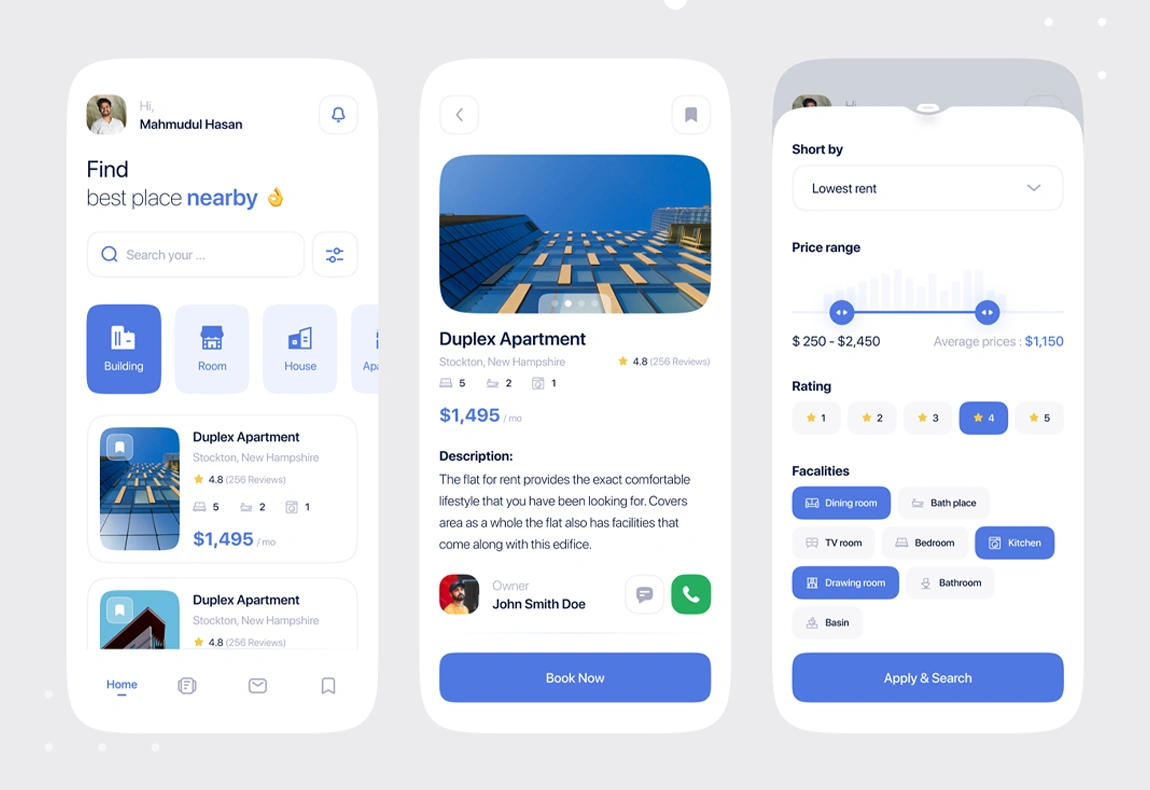 Hi,
Mahmudul Hasan
Find
best place nearby 👌
Search your ...
Building
Room
House
Apa
Duplex Apartment
Stockton, New Hampshire
4.8 (256 Reviews)
5 2 1
$1,495 / mo
Duplex Apartment
Stockton, New Hampshire
4.8 (256 Reviews)
Home
Duplex Apartment
Stockton, New Hampshire
4.8 (256 Reviews)
5 2 1
$1,495 / mo
Description:
The flat for rent provides the exact comfortable
lifestyle that you have been looking for. Covers
area as a whole the flat also has facilities that
come along with this edifice.
Owner
John Smith Doe
Book Now
Hi
Short by
Lowest rent
Price range
$ 250 - $2,450
Average prices : $1,150
Rating
1
2
3
4
5
Facalities
Dining room
Bath place
TV room
Bedroom
Kitchen
Drawing room
Bathroom
Basin
Apply & Search